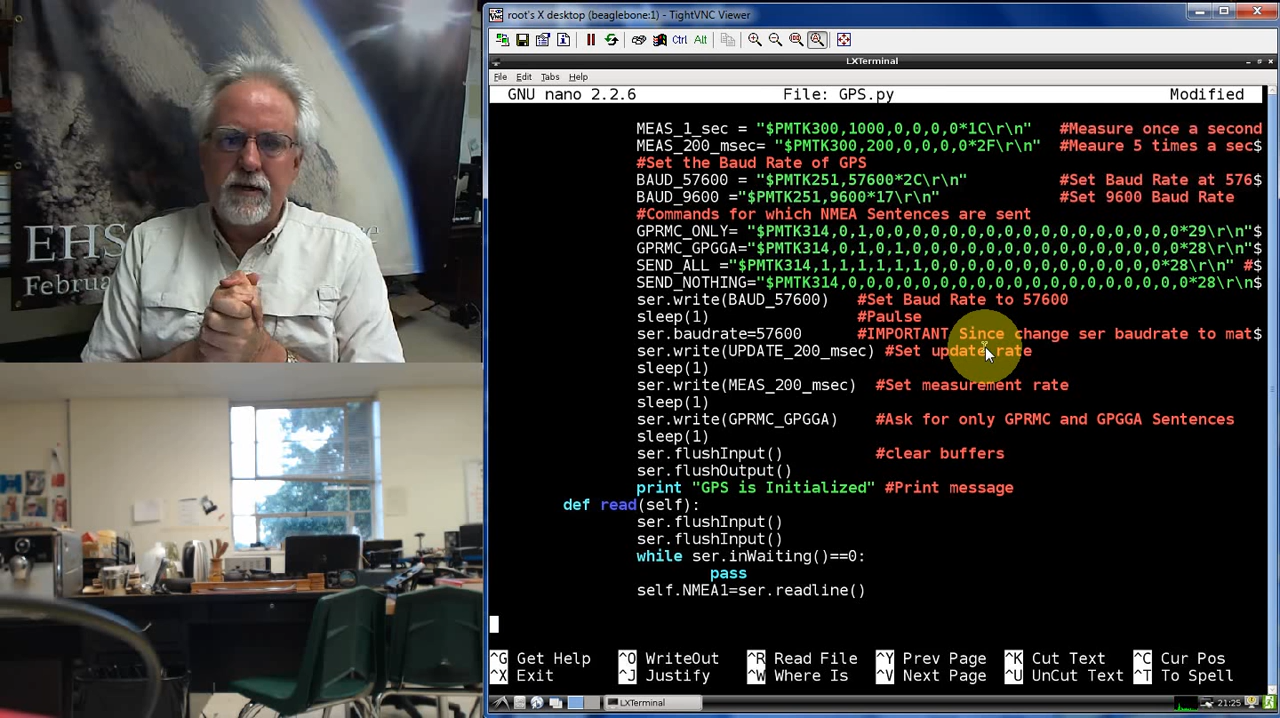 EHS
Februa
root's X desktop (beaglebone:1) - TightVNC Viewer
Ctrl Alt
LXTerminal
File Edit Tabs Help
GNU nano 2.2.6 File: GPS.py Modified
MEAS_1_sec = "$PMTK300,1000,0,0,0,0*1C\r\n" #Measure once a second
MEAS_200_msec= "$PMTK300,200,0,0,0,0*2F\r\n" #Meaure 5 times a sec$
#Set the Baud Rate of GPS
BAUD_57600 = "$PMTK251,57600*2C\r\n" #Set Baud Rate at 576$
BAUD_9600 ="$PMTK251,9600*17\r\n" #Set 9600 Baud Rate
#Commands for which NMEA Sentences are sent
GPRMC_ONLY= "$PMTK314,0,1,0,0,0,0,0,0,0,0,0,0,0,0,0,0,0,0,0*29\r\n"$
GPRMC_GPGGA="$PMTK314,0,1,0,1,0,0,0,0,0,0,0,0,0,0,0,0,0,0,0*28\r\n"$
SEND_ALL ="$PMTK314,1,1,1,1,1,1,0,0,0,0,0,0,0,0,0,0,0,0,0*28\r\n" #$
SEND_NOTHING="$PMTK314,0,0,0,0,0,0,0,0,0,0,0,0,0,0,0,0,0,0,0*28\r\n$
ser.write(BAUD_57600) #Set Baud Rate to 57600
sleep(1) #Paulse
ser.baudrate=57600 #IMPORTANT Since change ser baudrate to mat$
ser.write(UPDATE_200_msec) #Set update rate
sleep(1)
ser.write(MEAS_200_msec) #Set measurement rate
sleep(1)
ser.write(GPRMC_GPGGA) #Ask for only GPRMC and GPGGA Sentences
sleep(1)
ser.flushInput() #clear buffers
ser.flushOutput()
print "GPS is Initialized" #Print message
def read(self):
ser.flushInput()
ser.flushInput()
while ser.inWaiting()==0:
pass
self.NMEA1=ser.readline()
^G Get Help ^O WriteOut ^R Read File ^Y Prev Page ^K Cut Text ^C Cur Pos
^X Exit ^J Justify ^W Where Is ^V Next Page ^U UnCut Text ^T To Spell
LXTerminal 21:25